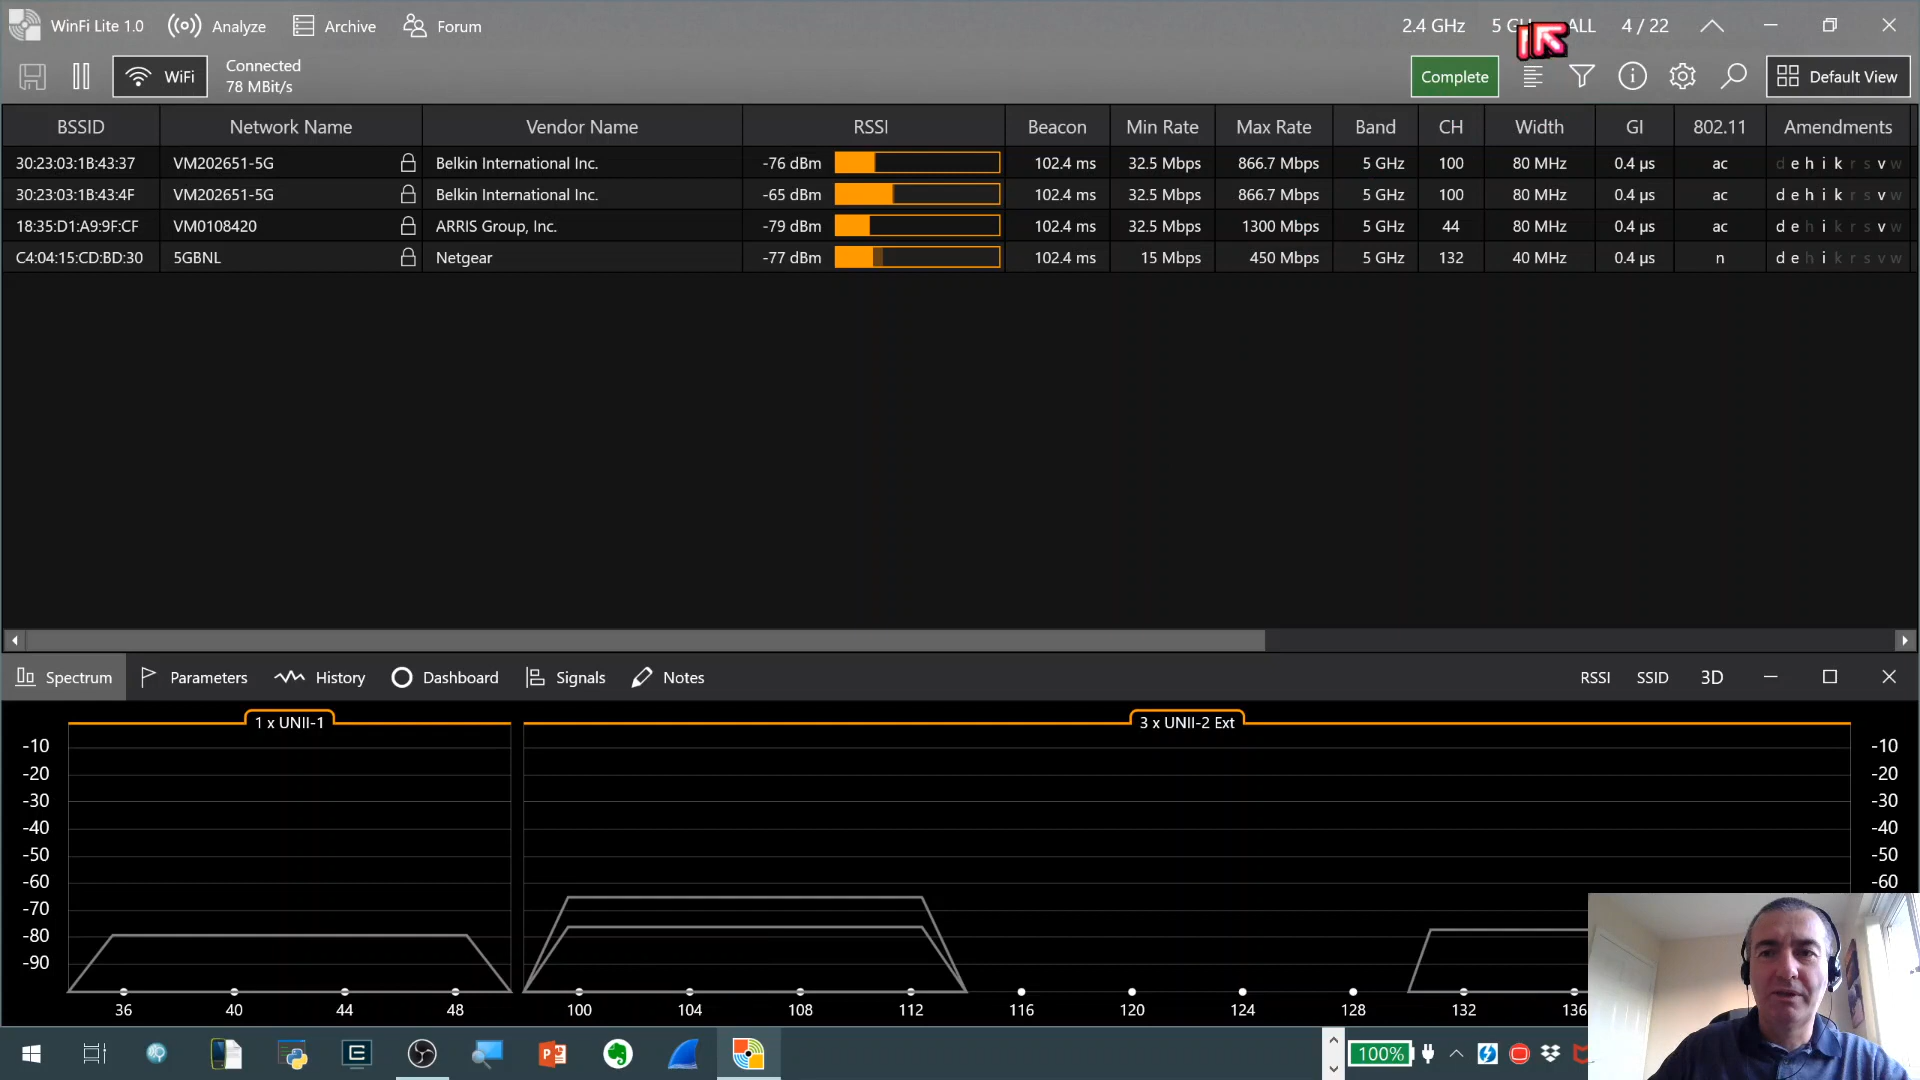 WinFi Lite 1.0 Analyze Archive Forum 2.4 GHz 5 ALL 4 / 22
WiFi Connected 78 MBit/s Complete Default View
BSSID Network Name Vendor Name RSSI Beacon Min Rate Max Rate Band CH Width GI 802.11 Amendments
30:23:03:1B:43:37 VM202651-5G Belkin International Inc. -76 dBm 102.4 ms 32.5 Mbps 866.7 Mbps 5 GHz 100 80 MHz 0.4 µs ac d e h i k r s v w
30:23:03:1B:43:4F VM202651-5G Belkin International Inc. -65 dBm 102.4 ms 32.5 Mbps 866.7 Mbps 5 GHz 100 80 MHz 0.4 µs ac d e h i k r s v w
18:35:D1:A9:9F:CF VM0108420 ARRIS Group, Inc. -79 dBm 102.4 ms 32.5 Mbps 1300 Mbps 5 GHz 44 80 MHz 0.4 µs ac d e h i k r s v w
C4:04:15:CD:BD:30 5GBNL Netgear -77 dBm 102.4 ms 15 Mbps 450 Mbps 5 GHz 132 40 MHz 0.4 µs n d e h i k r s v w
Spectrum Parameters History Dashboard Signals Notes RSSI SSID 3D
1 x UNII-1 3 x UNII-2 Ext
-10 -10
-20 -20
-30 -30
-40 -40
-50 -50
-60 -60
-70
-80
-90
36 40 44 48 100 104 108 112 116 120 124 128 132 136
100%